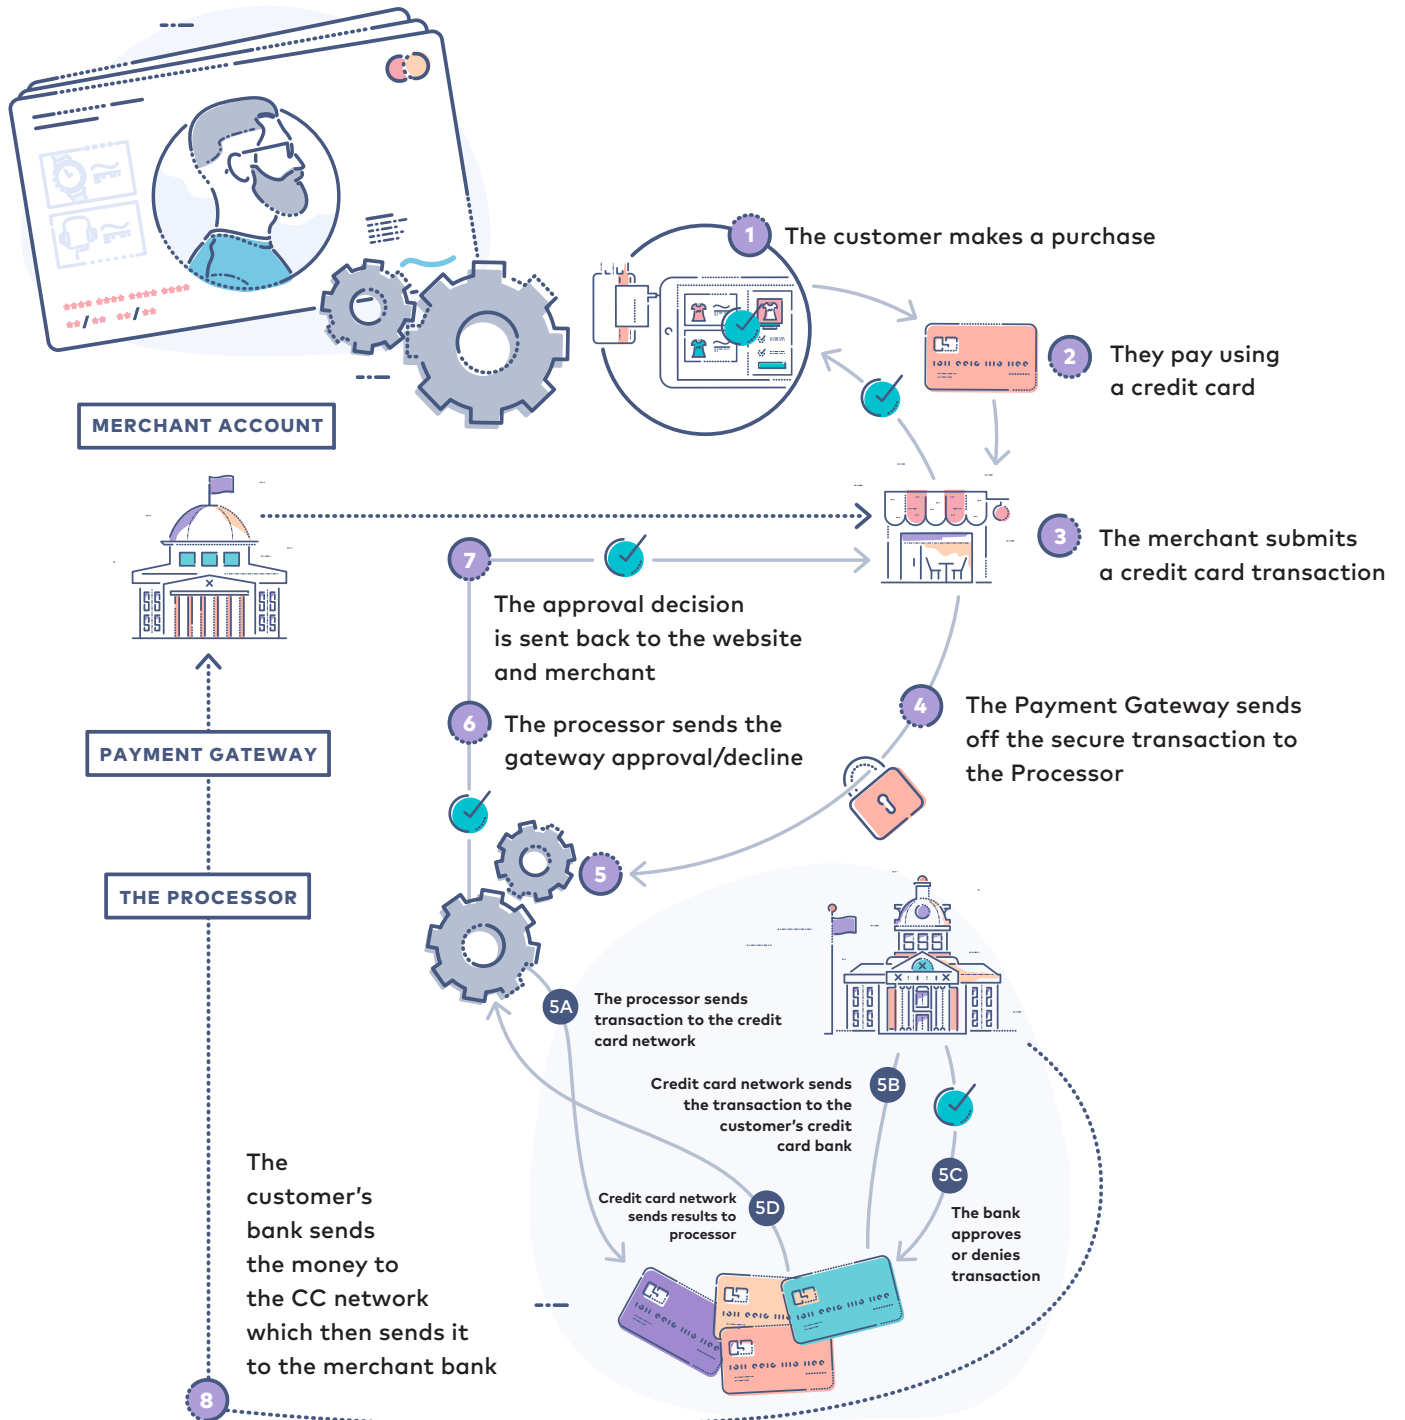 1
The customer makes a purchase
2
They pay using
a credit card
MERCHANT ACCOUNT
3
The merchant submits
a credit card transaction
7
The approval decision
is sent back to the website
and merchant
4
The Payment Gateway sends
off the secure transaction to
the Processor
6
The processor sends the
gateway approval/decline
PAYMENT GATEWAY
5
THE PROCESSOR
5A
The processor sends
transaction to the credit
card network
5B
Credit card network sends
the transaction to the
customer's credit
card bank
5C
The bank
approves
or denies
transaction
5D
Credit card network
sends results to
processor
The
customer's
bank sends
the money to
the CC network
which then sends it
to the merchant bank
8